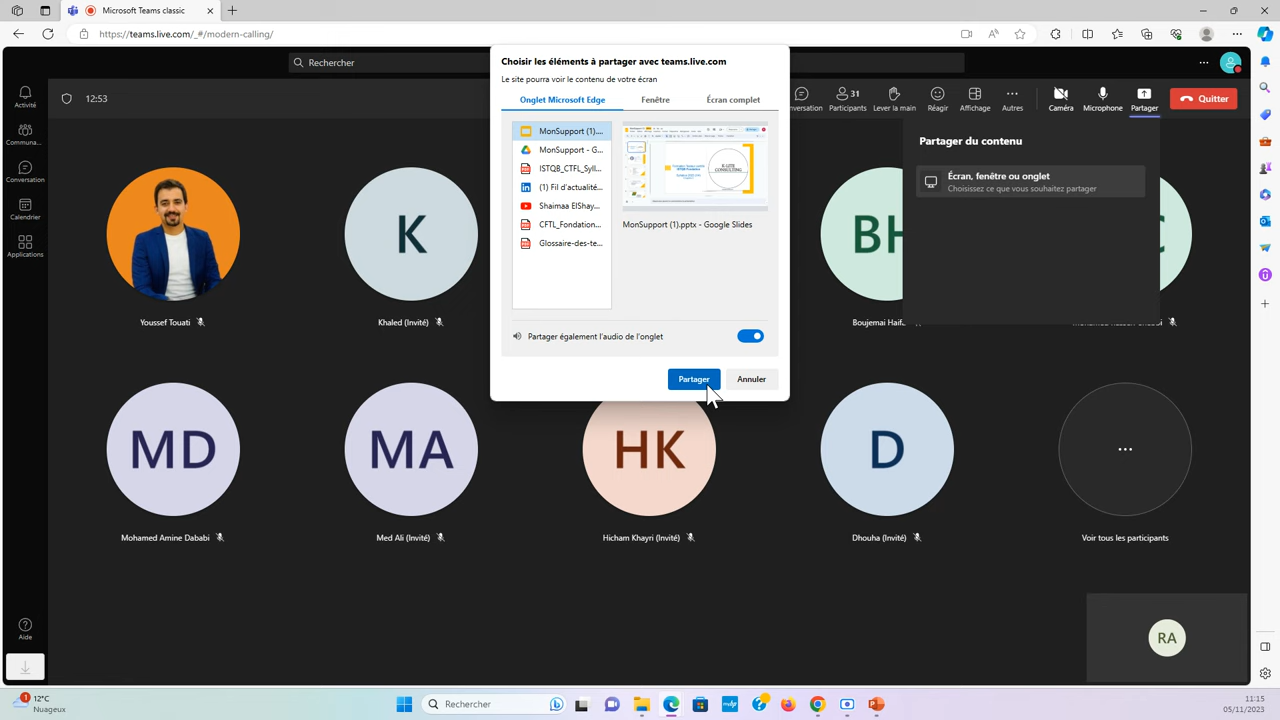 Microsoft Teams classic
https://teams.live.com/_#/modern-calling/
Rechercher
Choisir les éléments à partager avec teams.live.com
Le site pourra voir le contenu de votre écran
Onglet Microsoft Edge
Fenêtre
Écran complet
MonSupport (1)....
MonSupport - G...
ISTQB_CTFL_Syll...
(1) Fil d'actualité...
Shaimaa ElShay...
CFTL_Fondation...
Glossaire-des-te...
K-LITE
CONSULTING
MonSupport (1).pptx - Google Slides
Partager également l'audio de l'onglet
Partager
Annuler
12:53
onversation
31
Participants
Lever la main
Réagir
Affichage
Autres
Caméra
Microphone
Partager
Quitter
Partager du contenu
Écran, fenêtre ou onglet
Choisissez ce que vous souhaitez partager
Activité
Communa...
Conversation
Calendrier
Applications
Aide
K
BH
C
Youssef Touati
Khaled (Invité)
Boujemai Haifa
MD
MA
HK
D
...
Mohamed Amine Dababi
Med Ali (Invité)
Hicham Khayri (Invité)
Dhouha (Invité)
Voir tous les participants
RA
1
12°C
Nuageux
Rechercher
11:15
05/11/2023